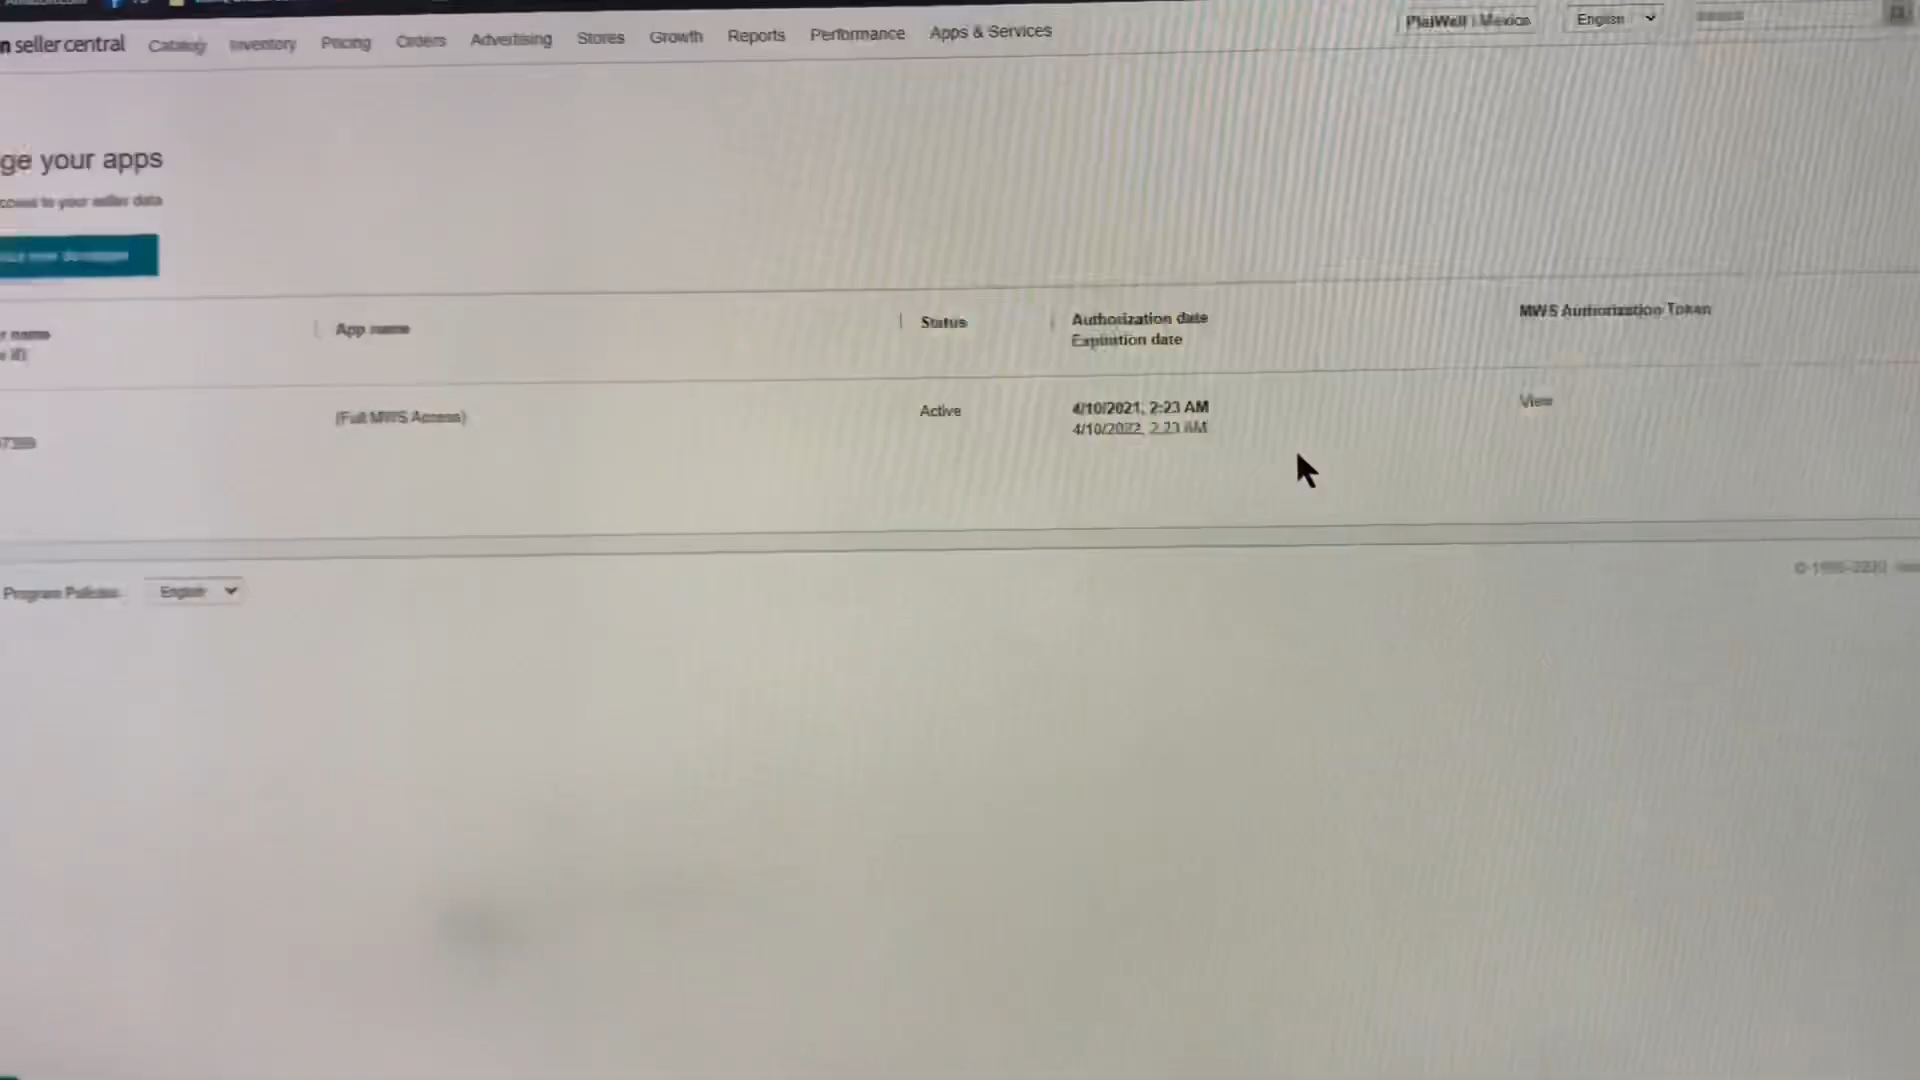 n seller central Catalog Inventory Pricing Orders Advertising Stores Growth Reports Performance Apps & Services PlaiWell | Mexico English
ge your apps
to your seller data
r name App name Status Authorization date MWS Authorization Token
ID Expiration date
(Full MWS Access) Active 4/10/2021, 2:23 AM View
4/10/2022, 2:23 AM
Program Policies English